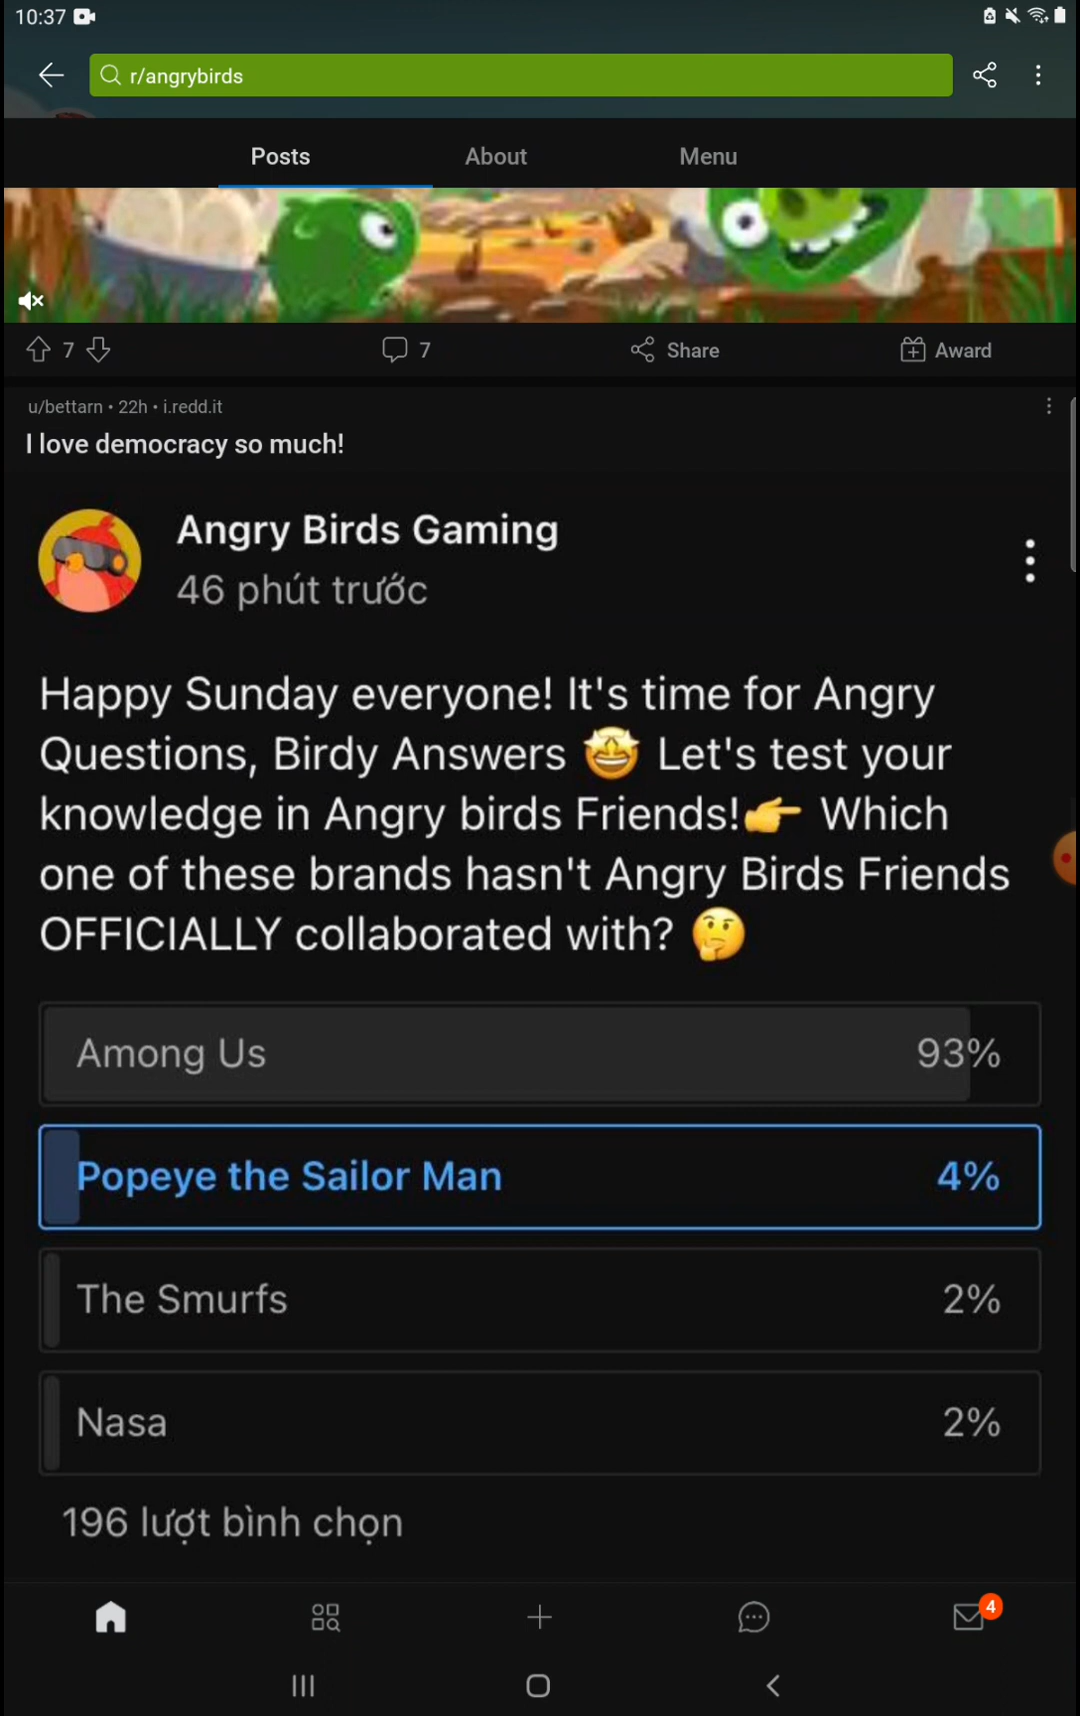 10:37
r/angrybirds
Posts About Menu
7 7 Share Award
u/bettarn • 22h • i.redd.it
I love democracy so much!
Angry Birds Gaming
46 phút trước
Happy Sunday everyone! It's time for Angry
Questions, Birdy Answers 🤩 Let's test your
knowledge in Angry birds Friends!👉 Which
one of these brands hasn't Angry Birds Friends
OFFICIALLY collaborated with? 🤔
Among Us 93%
Popeye the Sailor Man 4%
The Smurfs 2%
Nasa 2%
196 lượt bình chọn
4